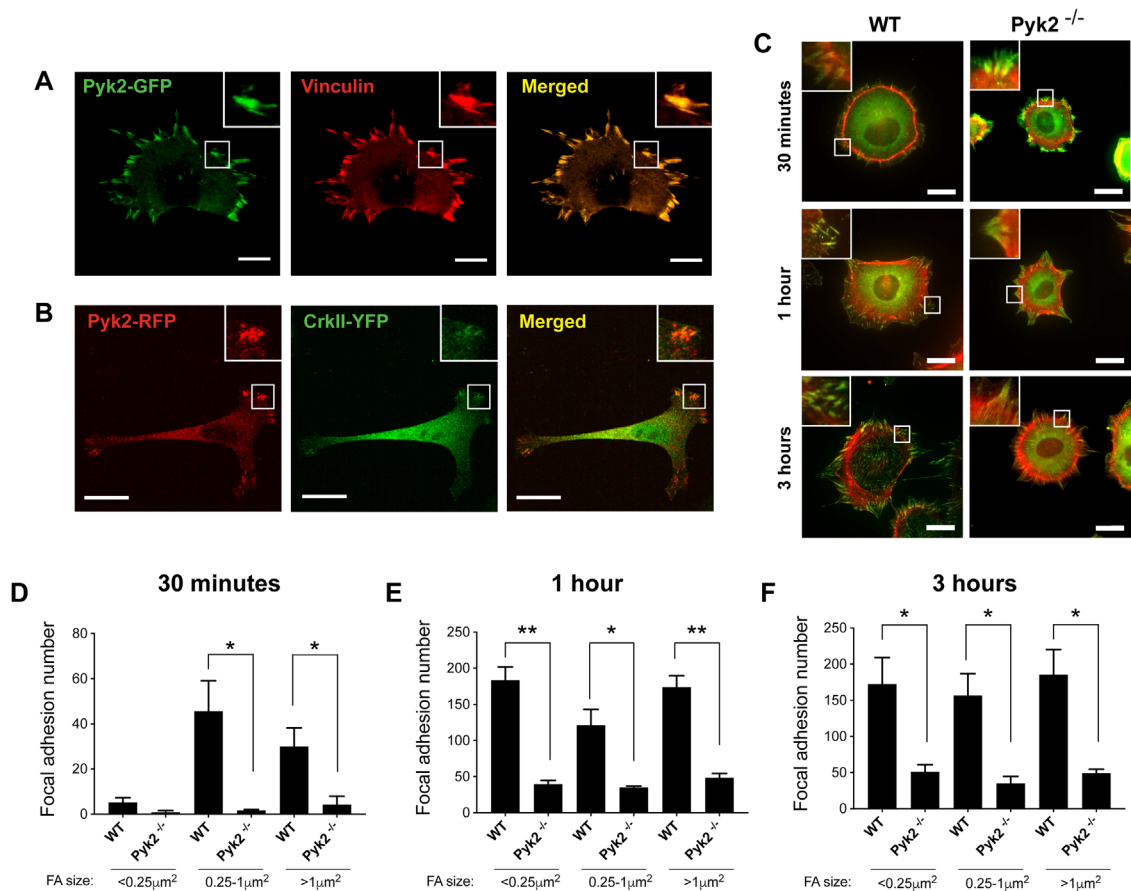 A
Pyk2-GFP
Vinculin
Merged
B
Pyk2-RFP
CrkII-YFP
Merged
C
WT
Pyk2 -/-
30 minutes
1 hour
3 hours
D
30 minutes
Focal adhesion number
80
60
40
20
0
*
*
WT
Pyk2 -/-
WT
Pyk2 -/-
WT
Pyk2 -/-
FA size:
<0.25μm²
0.25-1μm²
>1μm²
E
1 hour
Focal adhesion number
250
200
150
100
50
0
**
*
**
WT
Pyk2 -/-
WT
Pyk2 -/-
WT
Pyk2 -/-
FA size:
<0.25μm²
0.25-1μm²
>1μm²
F
3 hours
Focal adhesion number
250
200
150
100
50
0
*
*
*
WT
Pyk2 -/-
WT
Pyk2 -/-
WT
Pyk2 -/-
FA size:
<0.25μm²
0.25-1μm²
>1μm²